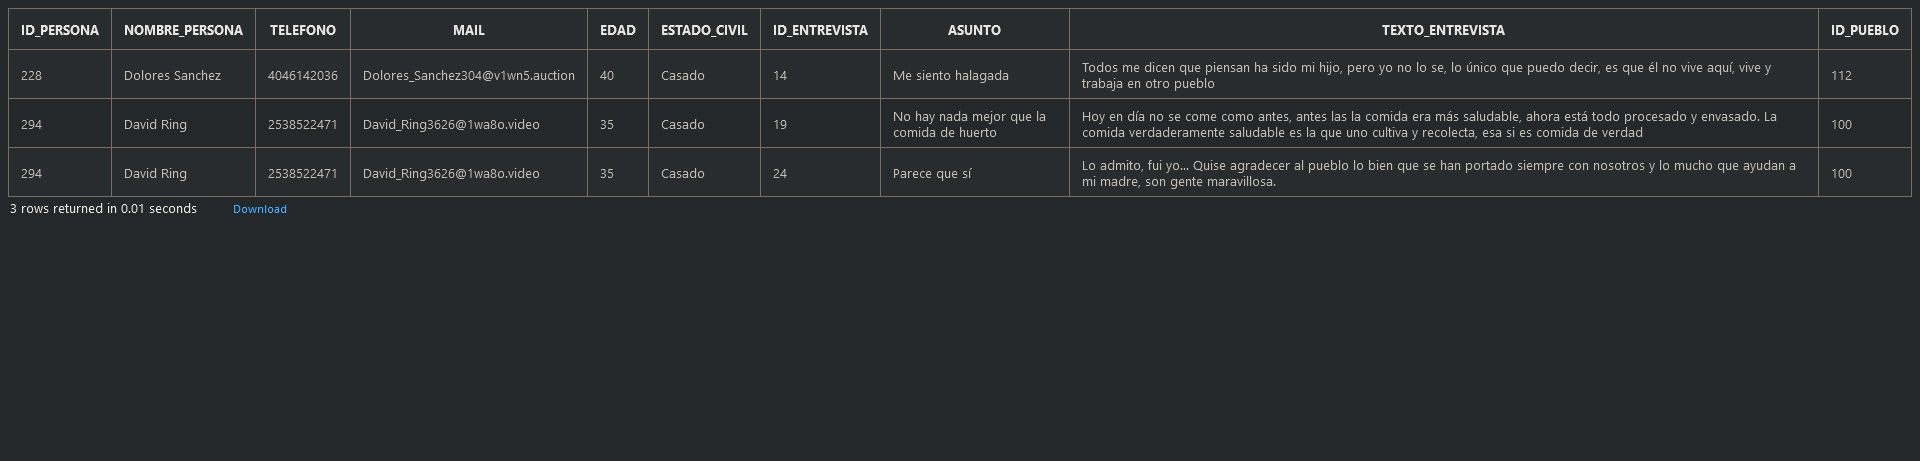 ID_PERSONA NOMBRE_PERSONA TELEFONO MAIL EDAD ESTADO_CIVIL ID_ENTREVISTA ASUNTO TEXTO_ENTREVISTA ID_PUEBLO
228 Dolores Sanchez 4046142036 Dolores_Sanchez304@v1wn5.auction 40 Casado 14 Me siento halagada Todos me dicen que piensan ha sido mi hijo, pero yo no lo se, lo único que puedo decir, es que él no vive aquí, vive y
trabaja en otro pueblo 112
294 David Ring 2538522471 David_Ring3626@1wa8o.video 35 Casado 19 No hay nada mejor que la
comida de huerto Hoy en día no se come como antes, antes las la comida era más saludable, ahora está todo procesado y envasado. La
comida verdaderamente saludable es la que uno cultiva y recolecta, esa si es comida de verdad 100
294 David Ring 2538522471 David_Ring3626@1wa8o.video 35 Casado 24 Parece que sí Lo admito, fui yo... Quise agradecer al pueblo lo bien que se han portado siempre con nosotros y lo mucho que ayudan a
mi madre, son gente maravillosa. 100
3 rows returned in 0.01 seconds Download